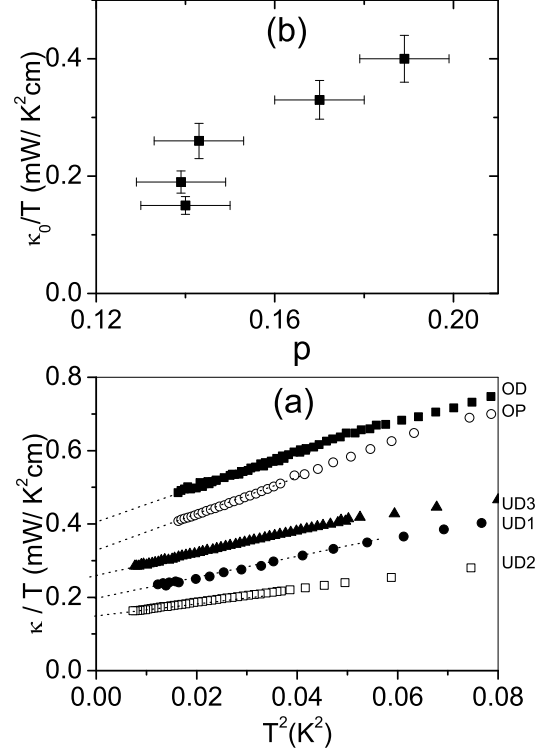 (b)
κ₀/T (mW/ K²cm)
0.4
0.2
0.0
0.12
0.16
0.20
p
(a)
κ / T (mW/ K²cm)
0.8
0.6
0.4
0.2
0.0
OD
OP
UD3
UD1
UD2
0.00
0.02
0.04
0.06
0.08
T²(K²)